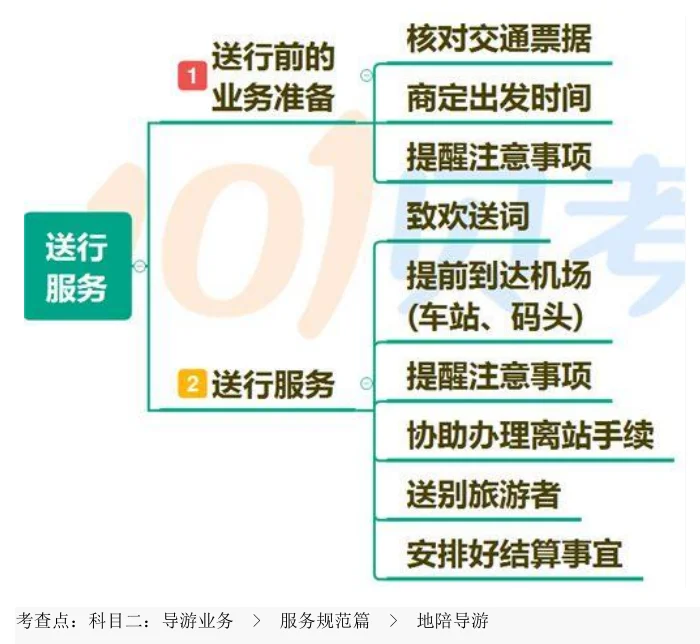 送行
服务
1
送行前的
业务准备
核对交通票据
商定出发时间
提醒注意事项
2
送行服务
致欢送词
提前到达机场
(车站、码头)
提醒注意事项
协助办理离站手续
送别旅游者
安排好结算事宜
101贝考
考查点：科目二：导游业务 > 服务规范篇 > 地陪导游